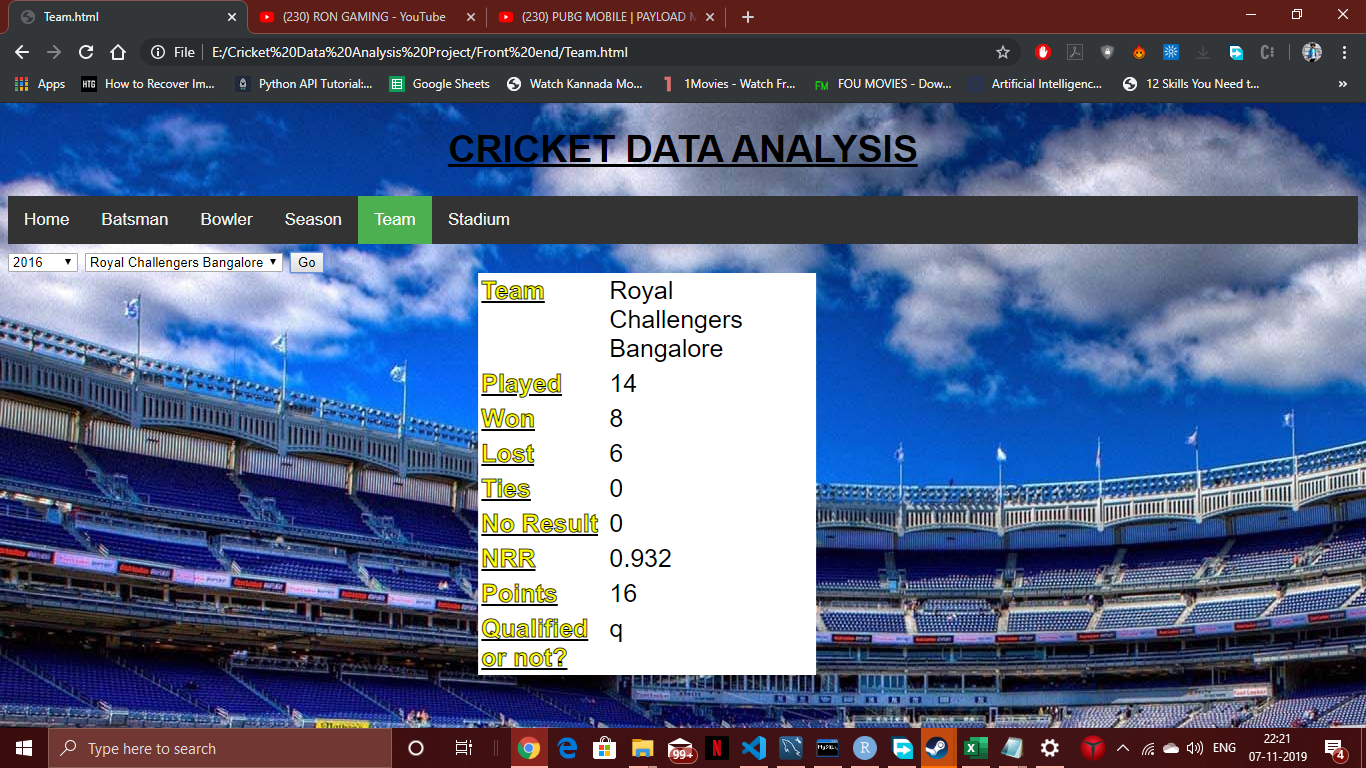 Team.html
(230) RON GAMING - YouTube
(230) PUBG MOBILE | PAYLOAD M
File
E:/Cricket%20Data%20Analysis%20Project/Front%20end/Team.html
Apps
HTG
How to Recover Im...
Python API Tutorial:...
Google Sheets
Watch Kannada Mo...
1Movies - Watch Fr...
FM
FOU MOVIES - Dow...
Artificial Intelligenc...
12 Skills You Need t...
»
CRICKET DATA ANALYSIS
Home Batsman Bowler Season Team Stadium
2016 Royal Challengers Bangalore Go
Team Royal
Challengers
Bangalore
Played 14
Won 8
Lost 6
Ties 0
No Result 0
NRR 0.932
Points 16
Qualified q
or not?
Type here to search
99+
N
MySQL
R
ENG
22:21
07-11-2019
4